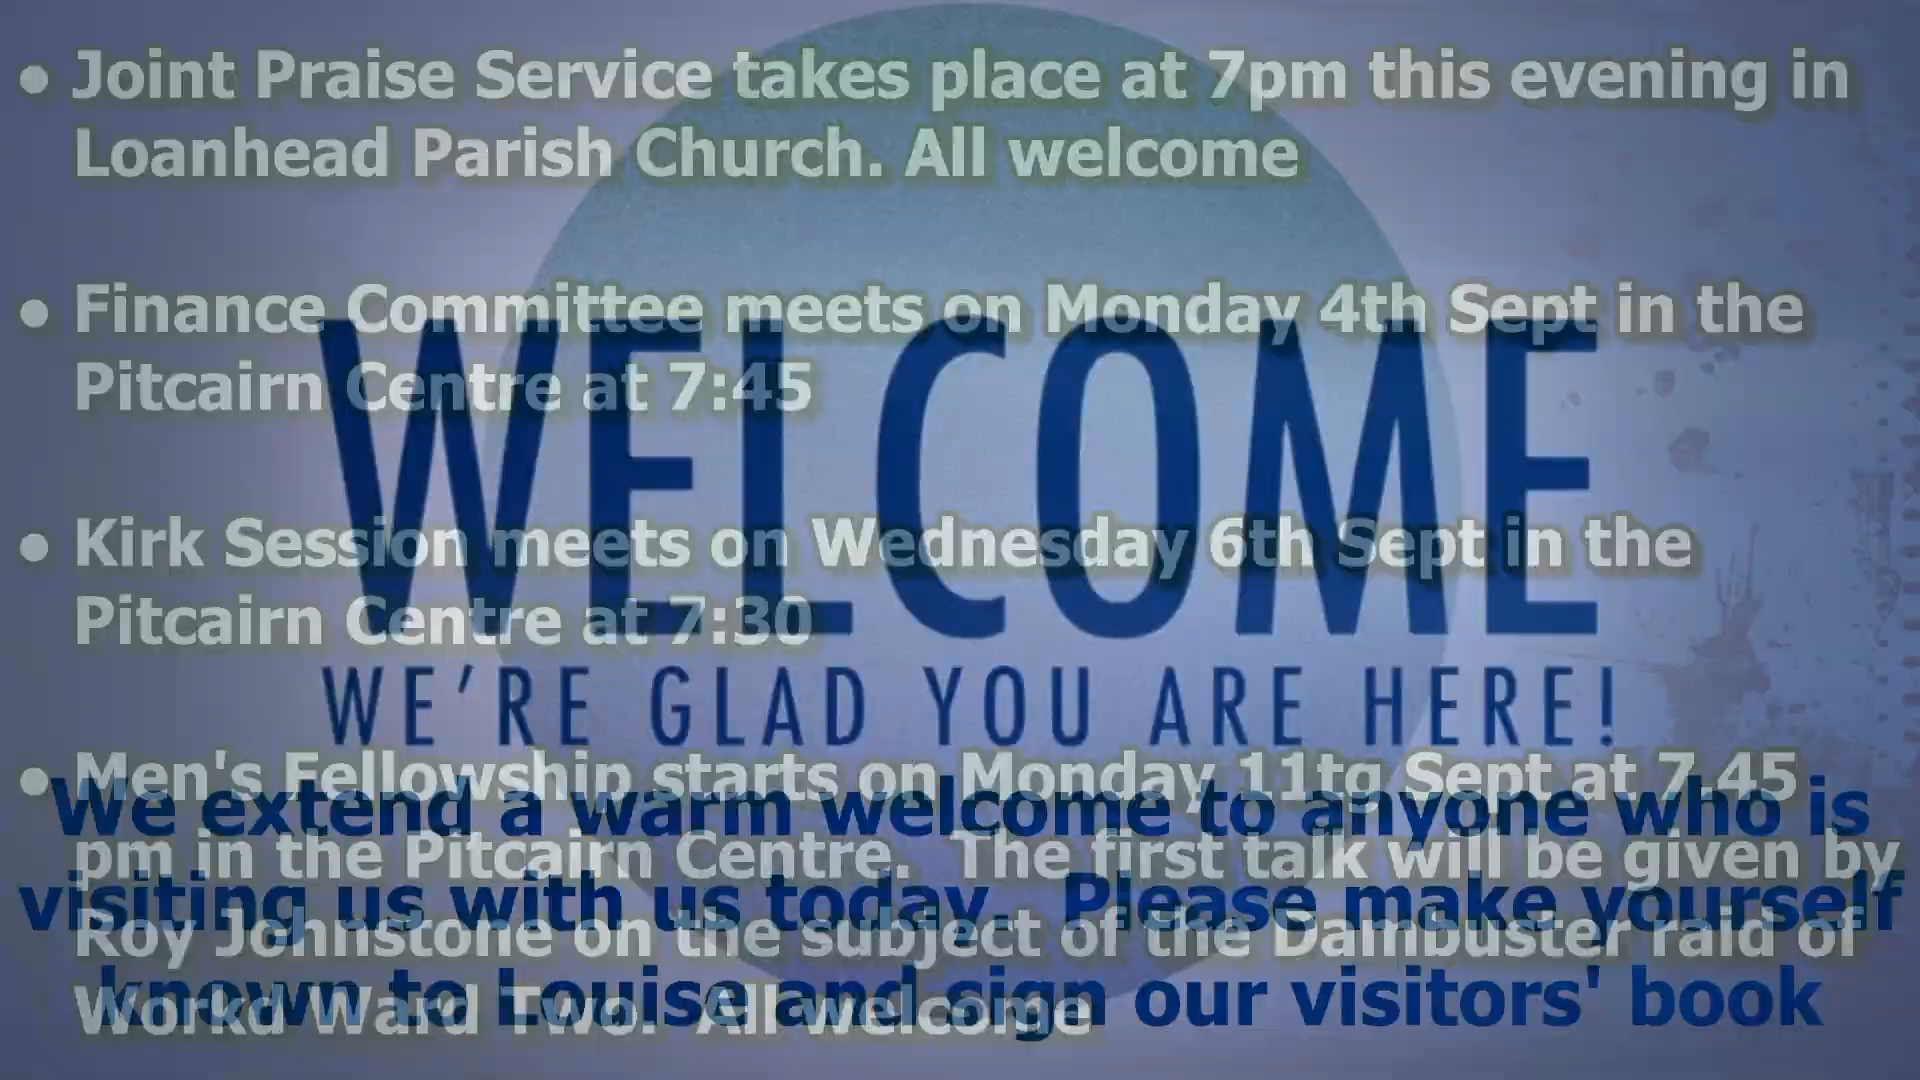 • Joint Praise Service takes place at 7pm this evening in
Loanhead Parish Church. All welcome
• Finance Committee meets on Monday 4th Sept in the
Pitcairn Centre at 7:45
• Kirk Session meets on Wednesday 6th Sept in the
Pitcairn Centre at 7:30
• Men's Fellowship starts on Monday 11tg Sept at 7.45
pm in the Pitcairn Centre. The first talk will be given by
Roy Johnstone on the subject of the Dambuster raid of
Workd Ward Two. All welcome
WELCOME
WE'RE GLAD YOU ARE HERE!
We extend a warm welcome to anyone who is
visiting us with us today. Please make yourself
known to Louise and sign our visitors' book